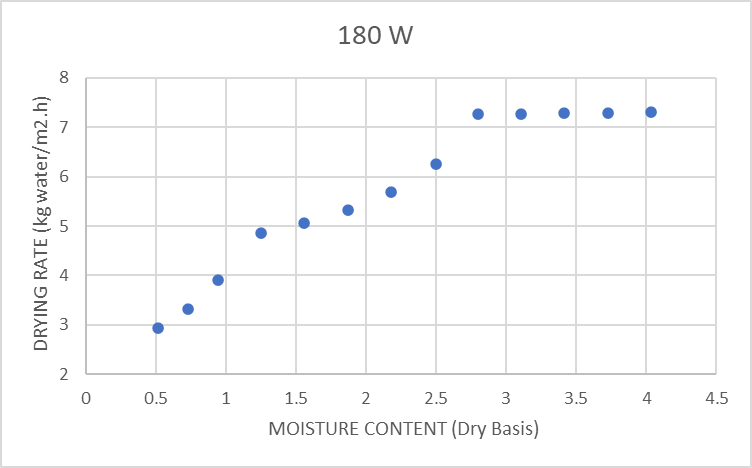 180 W
DRYING RATE (kg water/m2.h)
8
7
6
5
4
3
2
0 0.5 1 1.5 2 2.5 3 3.5 4 4.5
MOISTURE CONTENT (Dry Basis)